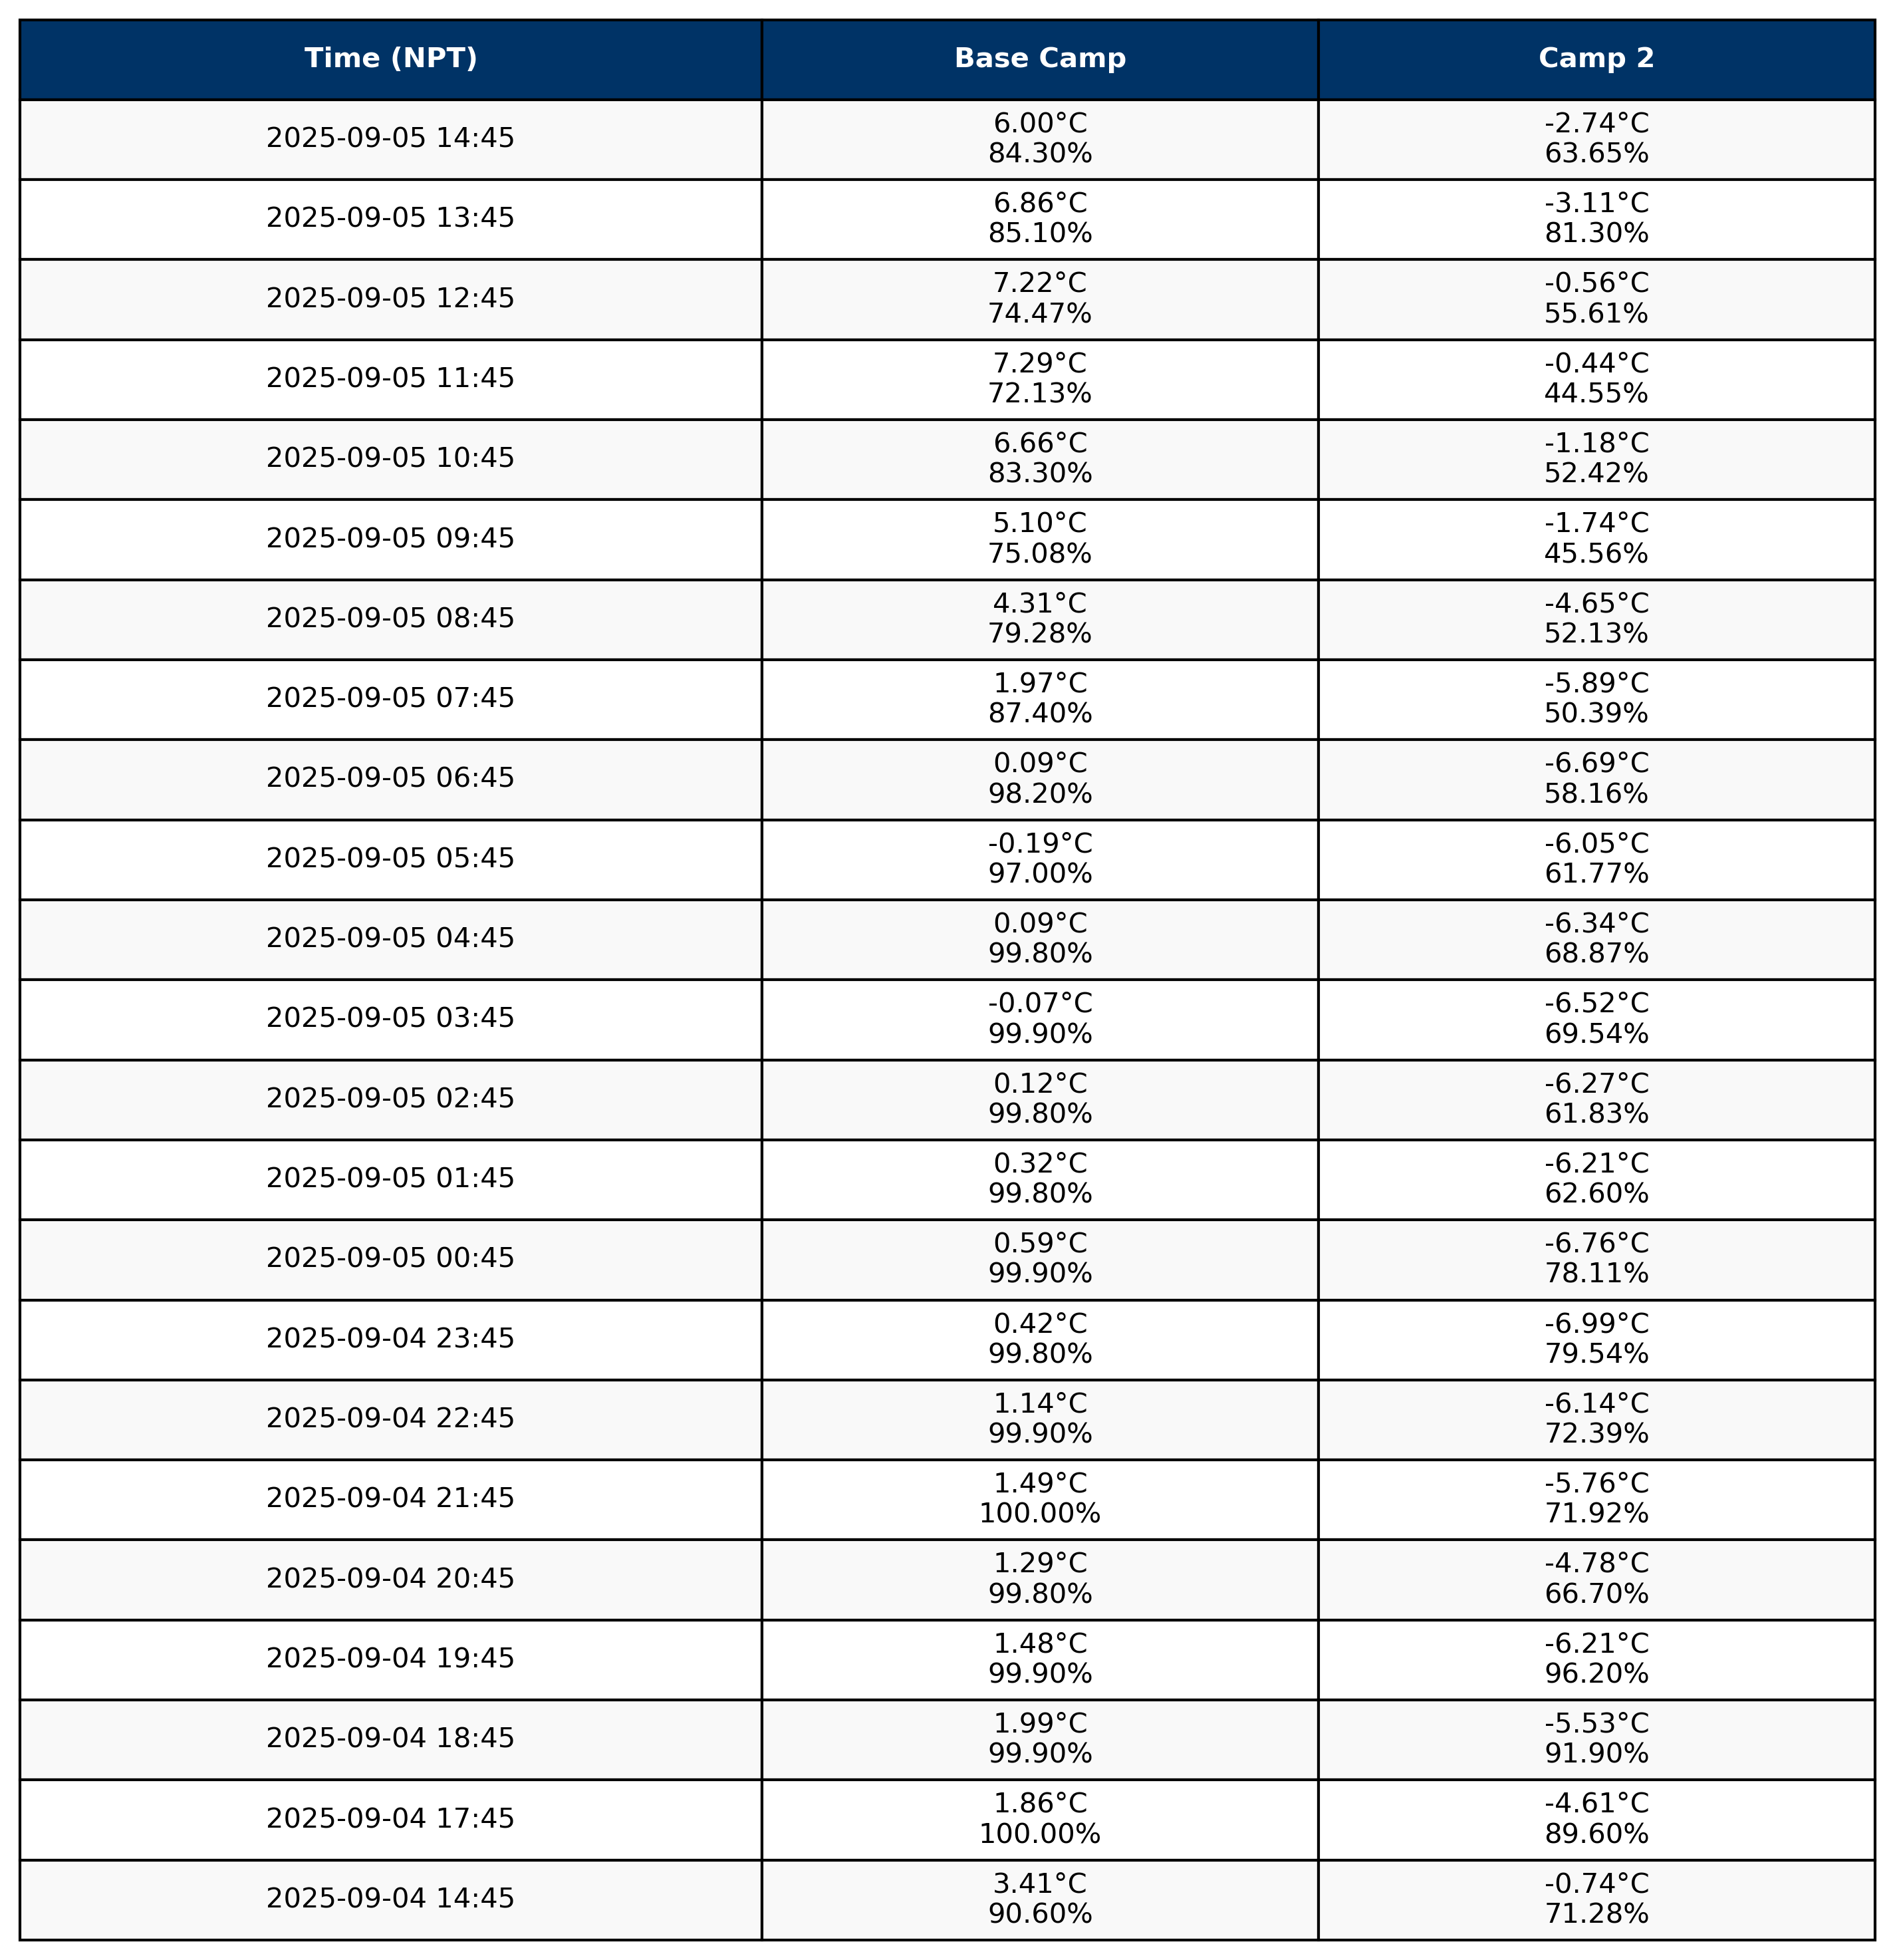 Time (NPT) Base Camp Camp 2
2025-09-05 14:45
6.00°C
84.30%
-2.74°C
63.65%
2025-09-05 13:45
6.86°C
85.10%
-3.11°C
81.30%
2025-09-05 12:45
7.22°C
74.47%
-0.56°C
55.61%
2025-09-05 11:45
7.29°C
72.13%
-0.44°C
44.55%
2025-09-05 10:45
6.66°C
83.30%
-1.18°C
52.42%
2025-09-05 09:45
5.10°C
75.08%
-1.74°C
45.56%
2025-09-05 08:45
4.31°C
79.28%
-4.65°C
52.13%
2025-09-05 07:45
1.97°C
87.40%
-5.89°C
50.39%
2025-09-05 06:45
0.09°C
98.20%
-6.69°C
58.16%
2025-09-05 05:45
-0.19°C
97.00%
-6.05°C
61.77%
2025-09-05 04:45
0.09°C
99.80%
-6.34°C
68.87%
2025-09-05 03:45
-0.07°C
99.90%
-6.52°C
69.54%
2025-09-05 02:45
0.12°C
99.80%
-6.27°C
61.83%
2025-09-05 01:45
0.32°C
99.80%
-6.21°C
62.60%
2025-09-05 00:45
0.59°C
99.90%
-6.76°C
78.11%
2025-09-04 23:45
0.42°C
99.80%
-6.99°C
79.54%
2025-09-04 22:45
1.14°C
99.90%
-6.14°C
72.39%
2025-09-04 21:45
1.49°C
100.00%
-5.76°C
71.92%
2025-09-04 20:45
1.29°C
99.80%
-4.78°C
66.70%
2025-09-04 19:45
1.48°C
99.90%
-6.21°C
96.20%
2025-09-04 18:45
1.99°C
99.90%
-5.53°C
91.90%
2025-09-04 17:45
1.86°C
100.00%
-4.61°C
89.60%
2025-09-04 14:45
3.41°C
90.60%
-0.74°C
71.28%